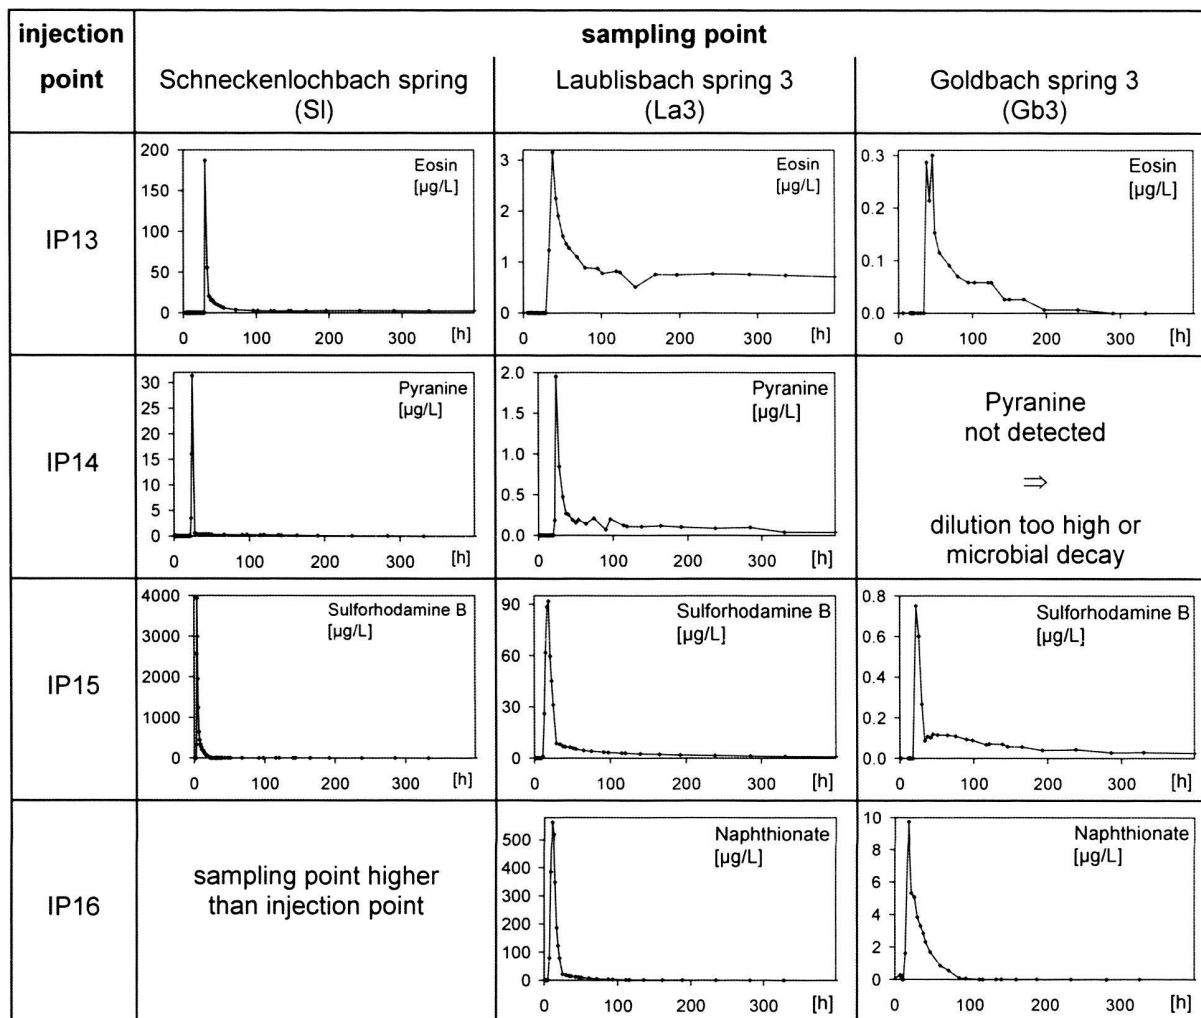 injection
point
sampling point
Schneckenlochbach spring
(Sl)
Laublisbach spring 3
(La3)
Goldbach spring 3
(Gb3)
IP13
200
150
100
50
0
Eosin
[µg/L]
0 100 200 300 [h]
3
2
1
0
Eosin
[µg/L]
0 100 200 300 [h]
0.3
0.2
0.1
0.0
Eosin
[µg/L]
0 100 200 300 [h]
IP14
30
25
20
15
10
5
0
Pyranine
[µg/L]
0 100 200 300 [h]
2.0
1.5
1.0
0.5
0.0
Pyranine
[µg/L]
0 100 200 300 [h]
Pyranine
not detected
⇒
dilution too high or
microbial decay
IP15
4000
3000
2000
1000
0
Sulforhodamine B
[µg/L]
0 100 200 300 [h]
90
60
30
0
Sulforhodamine B
[µg/L]
0 100 200 300 [h]
0.8
0.6
0.4
0.2
0.0
Sulforhodamine B
[µg/L]
0 100 200 300 [h]
IP16
sampling point higher
than injection point
500
400
300
200
100
0
Naphthionate
[µg/L]
0 100 200 300 [h]
10
8
6
4
2
0
Naphthionate
[µg/L]
0 100 200 300 [h]